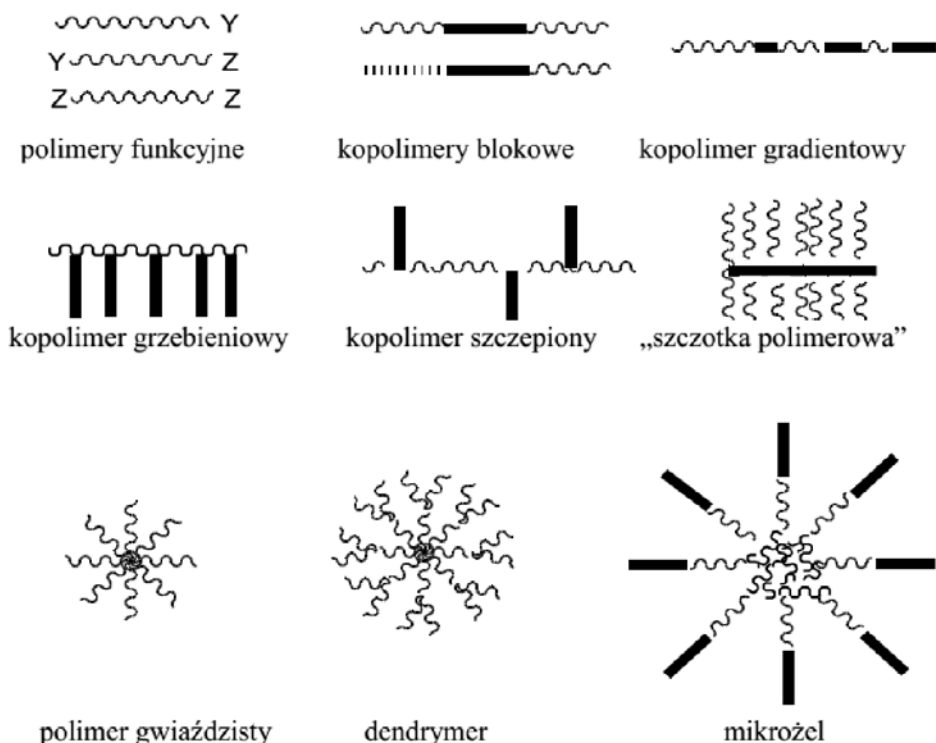 Y
Y Z
Z Z
polimery funkcyjne kopolimery blokowe kopolimer gradientowy
kopolimer grzebieniowy kopolimer szczepiony „szczotka polimerowa”
polimer gwiaździsty dendrymer mikrożel